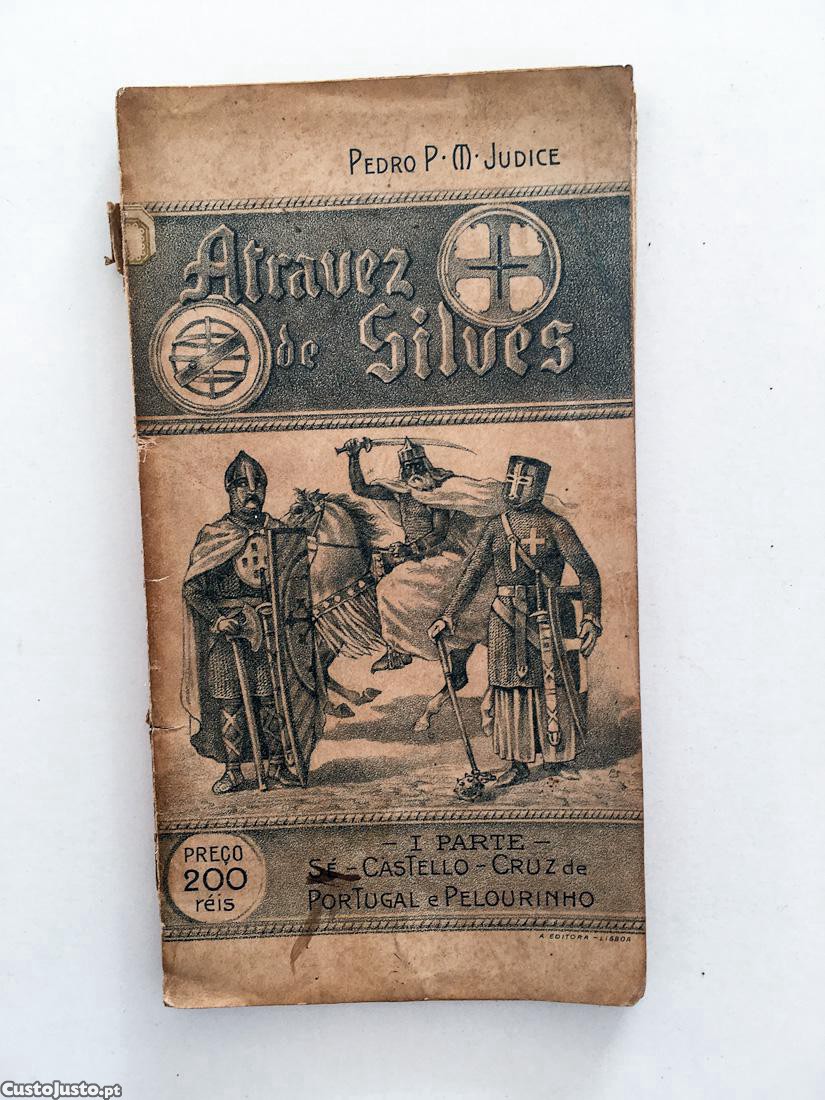 PEDRO P. M. JUDICE
Atravez
de Silves
PREÇO
200
réis
– I PARTE –
SÉ – CASTELLO – CRUZ de
PORTUGAL e PELOURINHO
A EDITORA – LISBOA
CustoJusto.pt